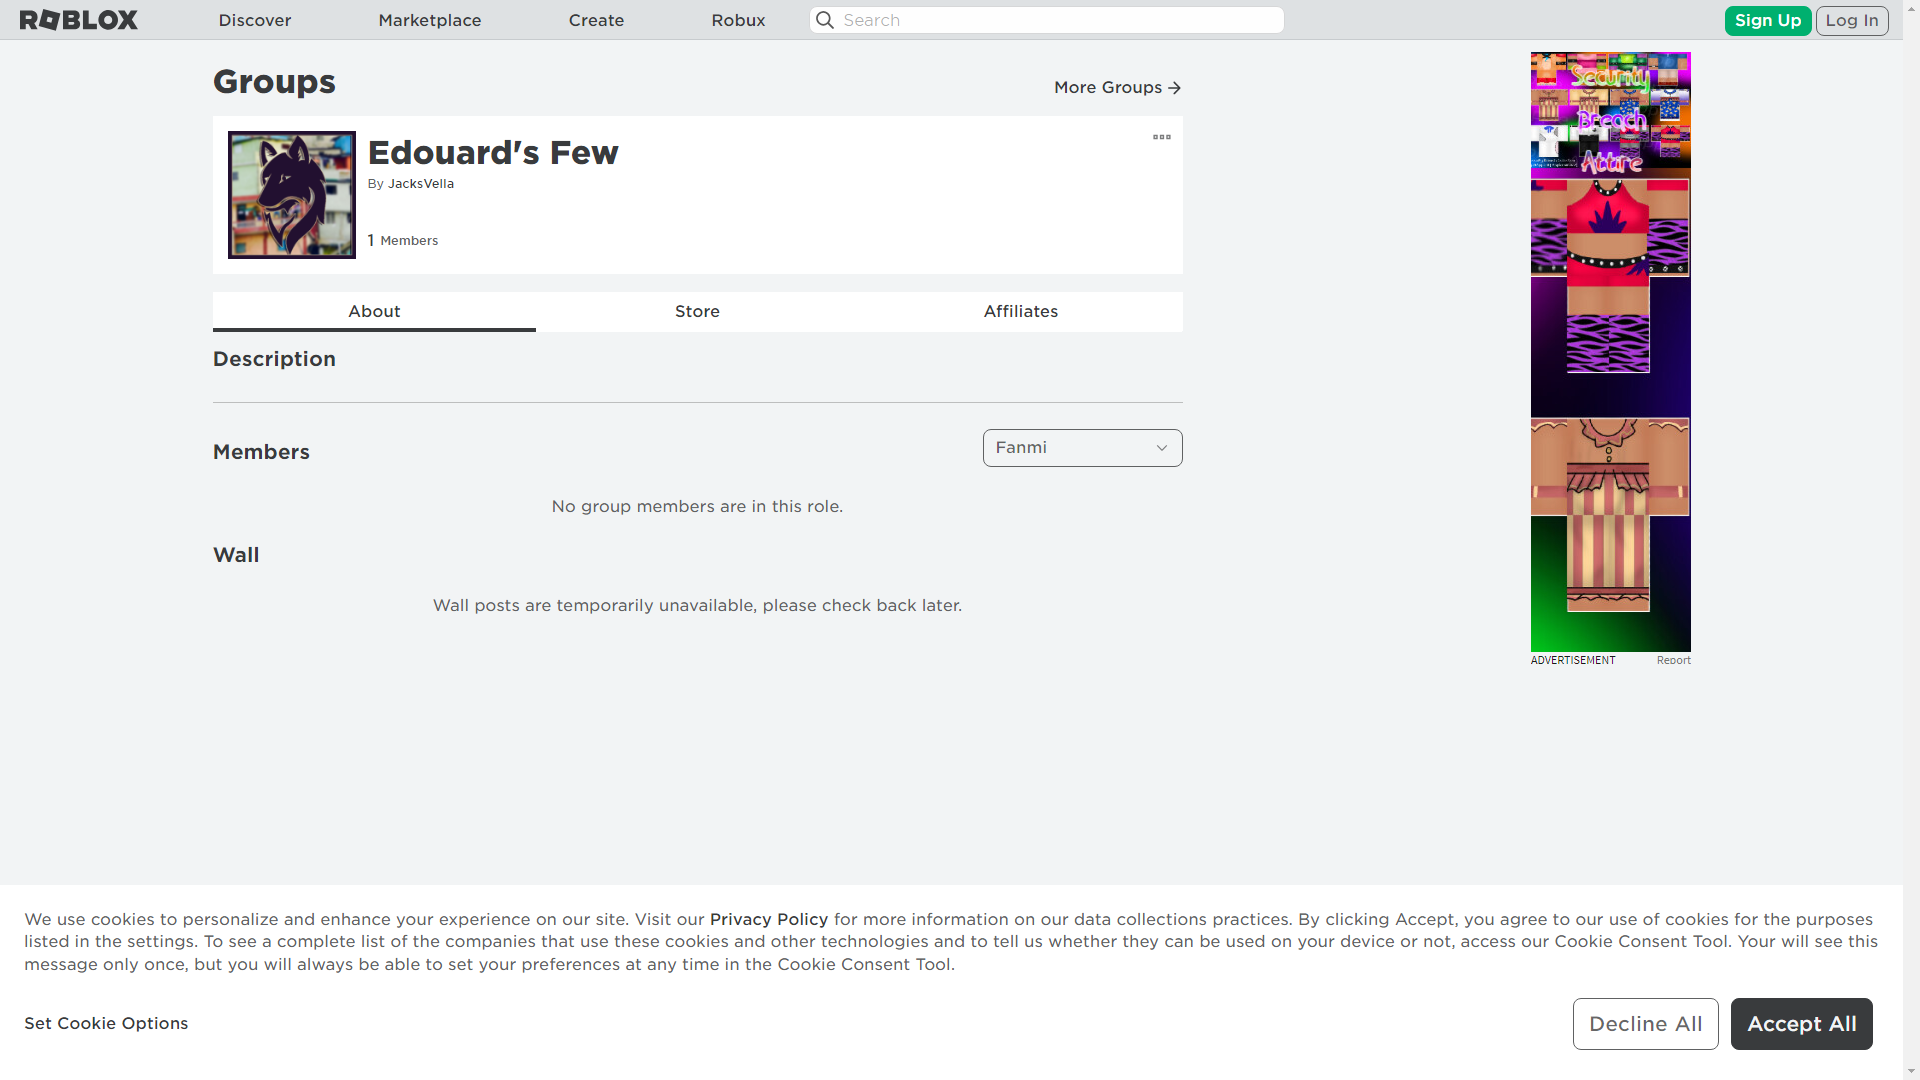 ROBLOX
Discover
Marketplace
Create
Robux
Search
Sign Up
Log In
Groups
More Groups
Edouard's Few
By JacksVella
1 Members
About
Store
Affiliates
Description
Members
Fanmi
No group members are in this role.
Wall
Wall posts are temporarily unavailable, please check back later.
Security
Breach
Attire
ADVERTISEMENT
Report
We use cookies to personalize and enhance your experience on our site. Visit our Privacy Policy for more information on our data collections practices. By clicking Accept, you agree to our use of cookies for the purposes
listed in the settings. To see a complete list of the companies that use these cookies and other technologies and to tell us whether they can be used on your device or not, access our Cookie Consent Tool. Your will see this
message only once, but you will always be able to set your preferences at any time in the Cookie Consent Tool.
Set Cookie Options
Decline All
Accept All